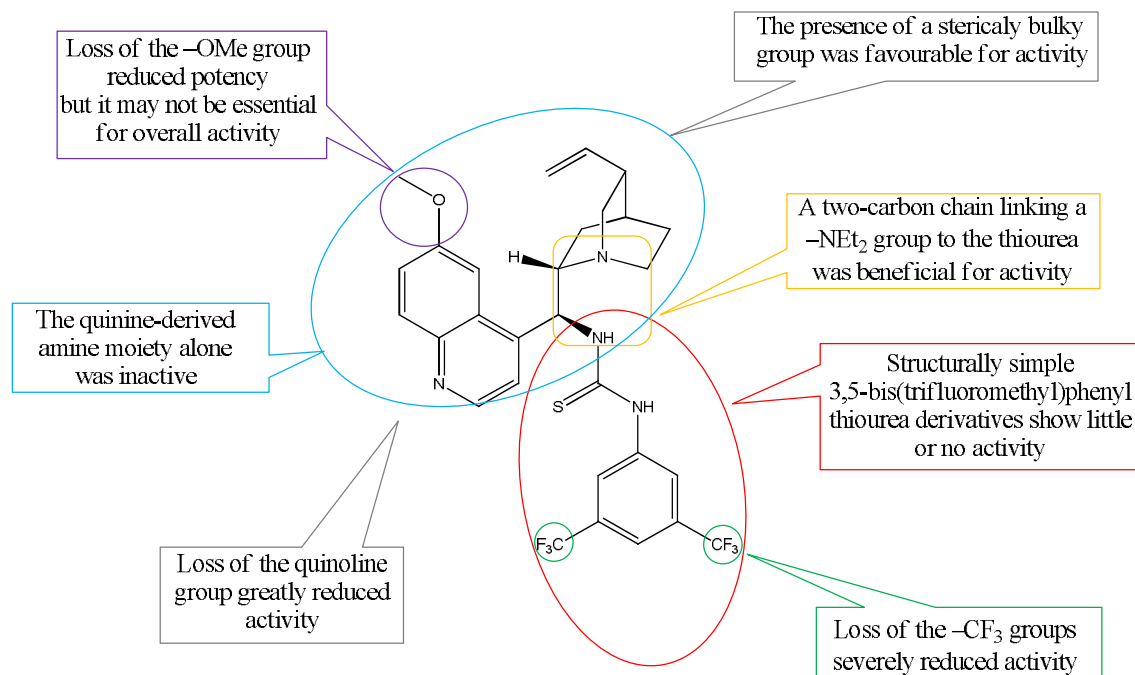 Loss of the –OMe group
reduced potency
but it may not be essential
for overall activity
The presence of a stericaly bulky
group was favourable for activity
A two-carbon chain linking a
–NEt₂ group to the thiourea
was beneficial for activity
The quinine-derived
amine moiety alone
was inactive
Structurally simple
3,5-bis(trifluoromethyl)phenyl
thiourea derivatives show little
or no activity
Loss of the quinoline
group greatly reduced
activity
Loss of the –CF₃ groups
severely reduced activity
O
H
N
NH
N
S
NH
F₃C
CF₃